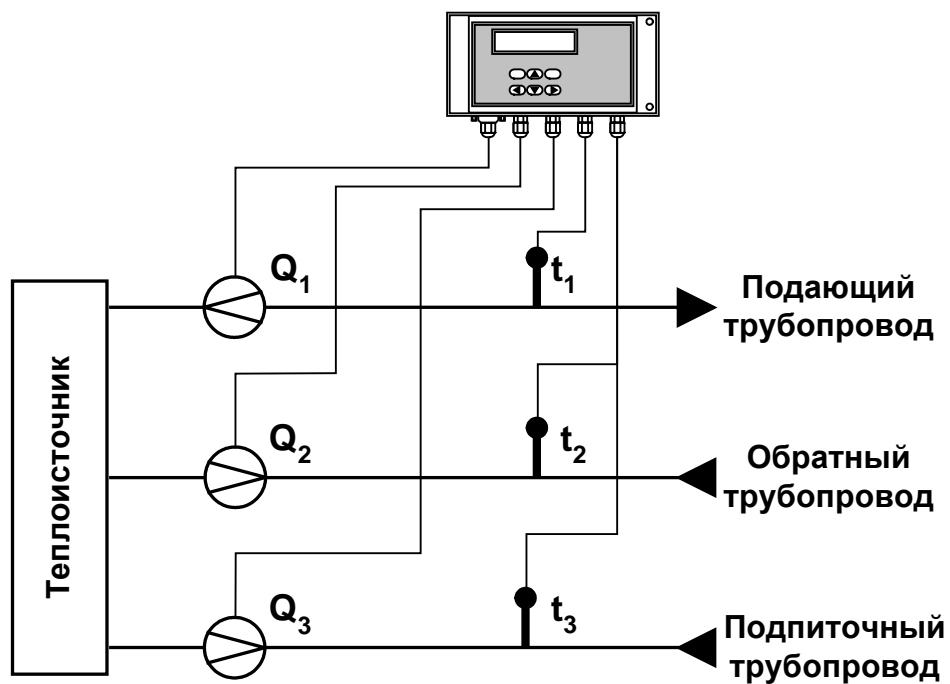 Q1
t1
Подающий
трубопровод
Теплоисточник
Q2
t2
Обратный
трубопровод
Q3
t3
Подпиточный
трубопровод